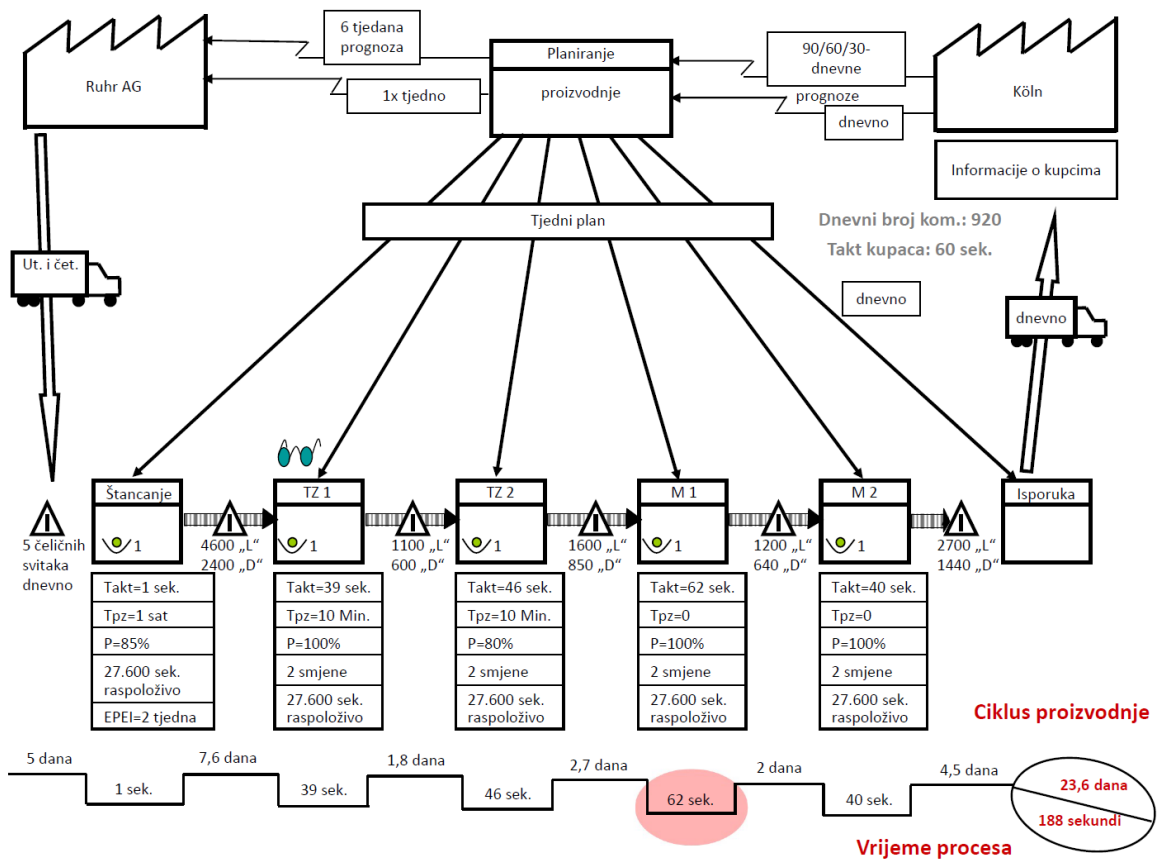 Ruhr AG
6 tjedana
prognoza
1x tjedno
Planiranje
proizvodnje
90/60/30-
dnevne
prognoze
dnevno
Köln
Informacije o kupcima
Ut. i čet.
Tjedni plan
Dnevni broj kom.: 920
Takt kupaca: 60 sek.
dnevno
dnevno
5 čeličnih
svitaka
dnevno
Štancanje
1
4600 „L“
2400 „D“
TZ 1
1
1100 „L“
600 „D“
TZ 2
1
1600 „L“
850 „D“
M 1
1
1200 „L“
640 „D“
M 2
1
2700 „L“
1440 „D“
Isporuka
Takt=1 sek.
Tpz=1 sat
P=85%
27.600 sek.
raspoloživo
EPEI=2 tjedna
Takt=39 sek.
Tpz=10 Min.
P=100%
2 smjene
27.600 sek.
raspoloživo
Takt=46 sek.
Tpz=10 Min.
P=80%
2 smjene
27.600 sek.
raspoloživo
Takt=62 sek.
Tpz=0
P=100%
2 smjene
27.600 sek.
raspoloživo
Takt=40 sek.
Tpz=0
P=100%
2 smjene
27.600 sek.
raspoloživo
Ciklus proizvodnje
5 dana
1 sek.
7,6 dana
39 sek.
1,8 dana
46 sek.
2,7 dana
62 sek.
2 dana
40 sek.
4,5 dana
23,6 dana
188 sekundi
Vrijeme procesa